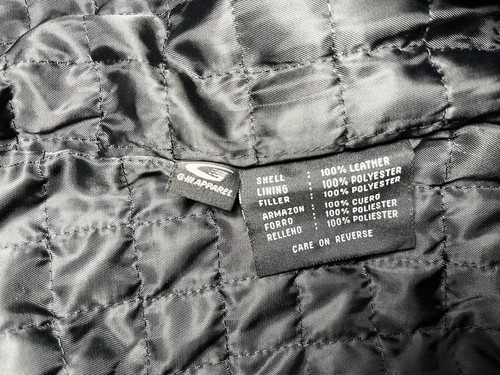 G-III APPAREL
SHELL : 100% LEATHER
LINING : 100% POLYESTER
FILLER : 100% POLYESTER
ARMAZON : 100% CUERO
FORRO : 100% POLIESTER
RELLENO : 100% POLIESTER
CARE ON REVERSE